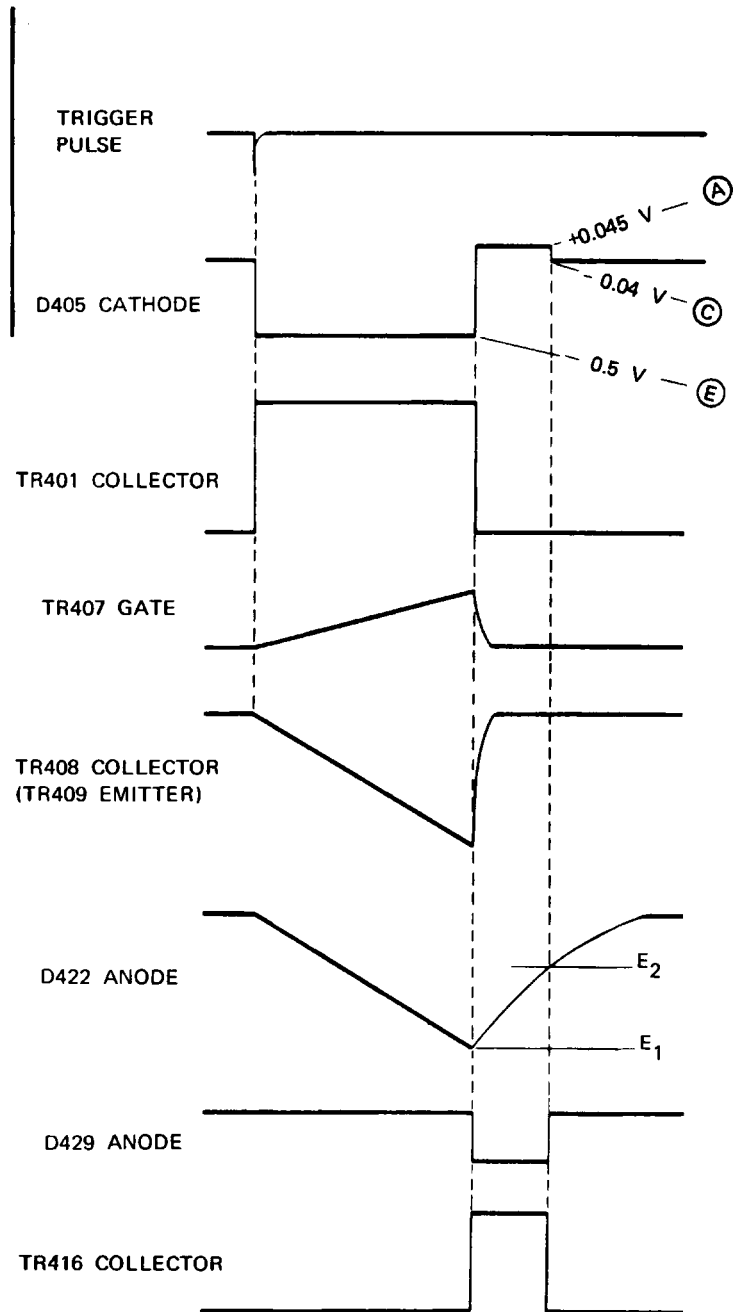 TRIGGER
PULSE
+0.045 V
A
D405 CATHODE
0.04 V
C
0.5 V
E
TR401 COLLECTOR
TR407 GATE
TR408 COLLECTOR
(TR409 EMITTER)
D422 ANODE
E2
E1
D429 ANODE
TR416 COLLECTOR